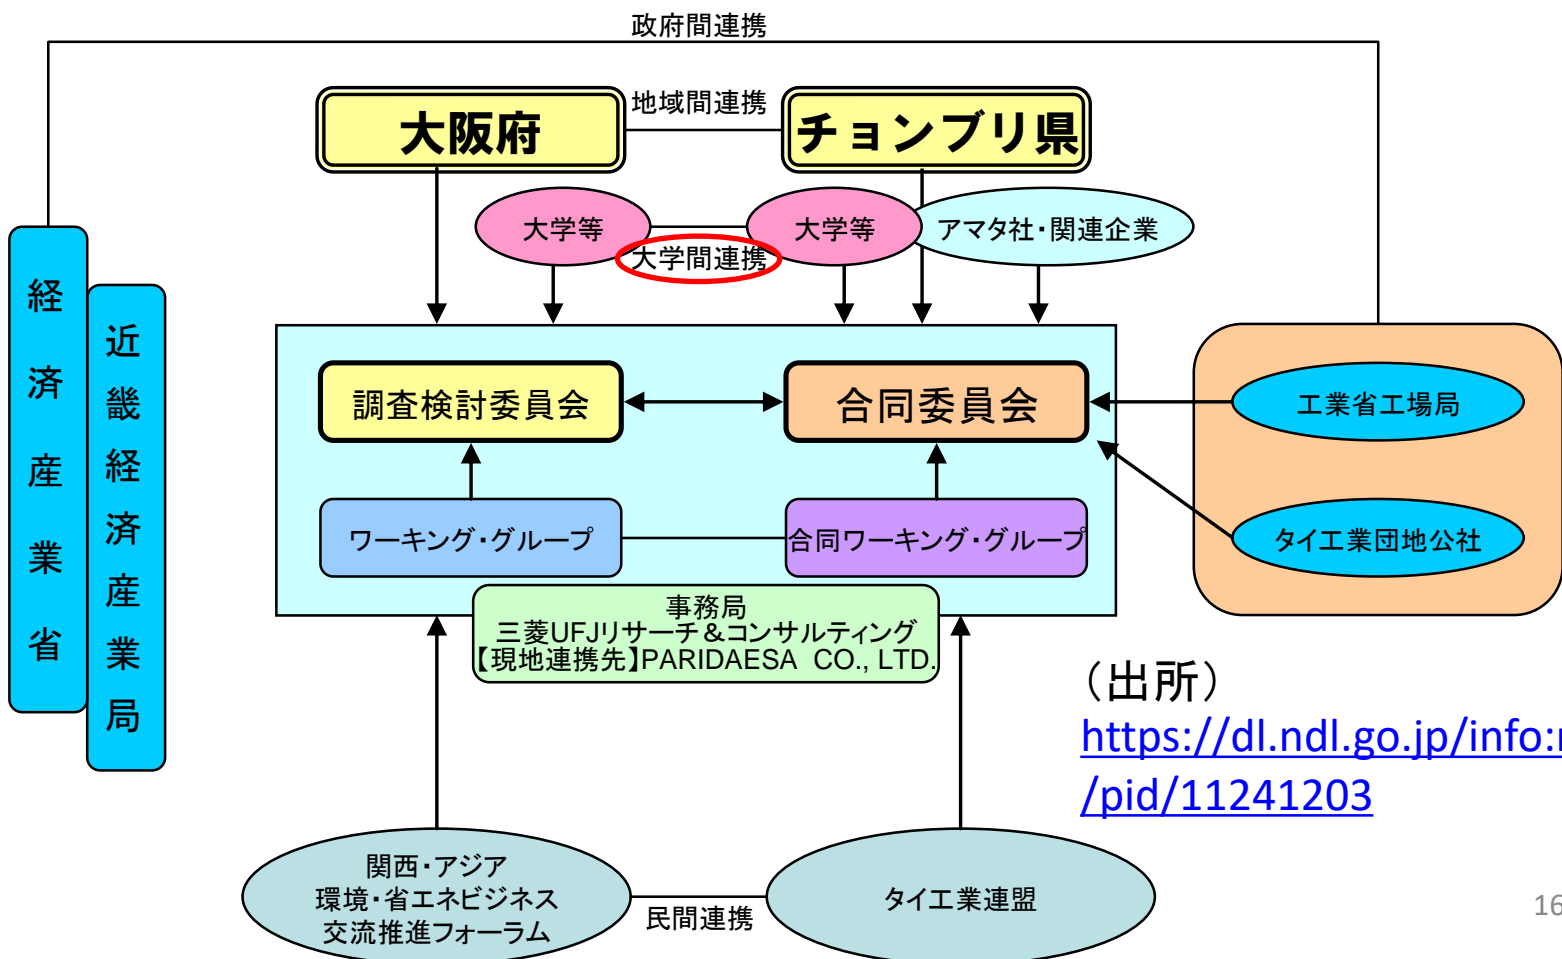 政府間連携
大阪府
地域間連携
チョンブリ県
大学等
大学間連携
大学等
アマタ社・関連企業
経済産業省
近畿経済産業局
調査検討委員会
合同委員会
工業省工場局
ワーキング・グループ
合同ワーキング・グループ
タイ工業団地公社
事務局
三菱UFJリサーチ&コンサルティング
【現地連携先】PARIDAESA CO., LTD.
(出所)
https://dl.ndl.go.jp/info:
/pid/11241203
関西・アジア
環境・省エネビジネス
交流推進フォーラム
民間連携
タイ工業連盟
16